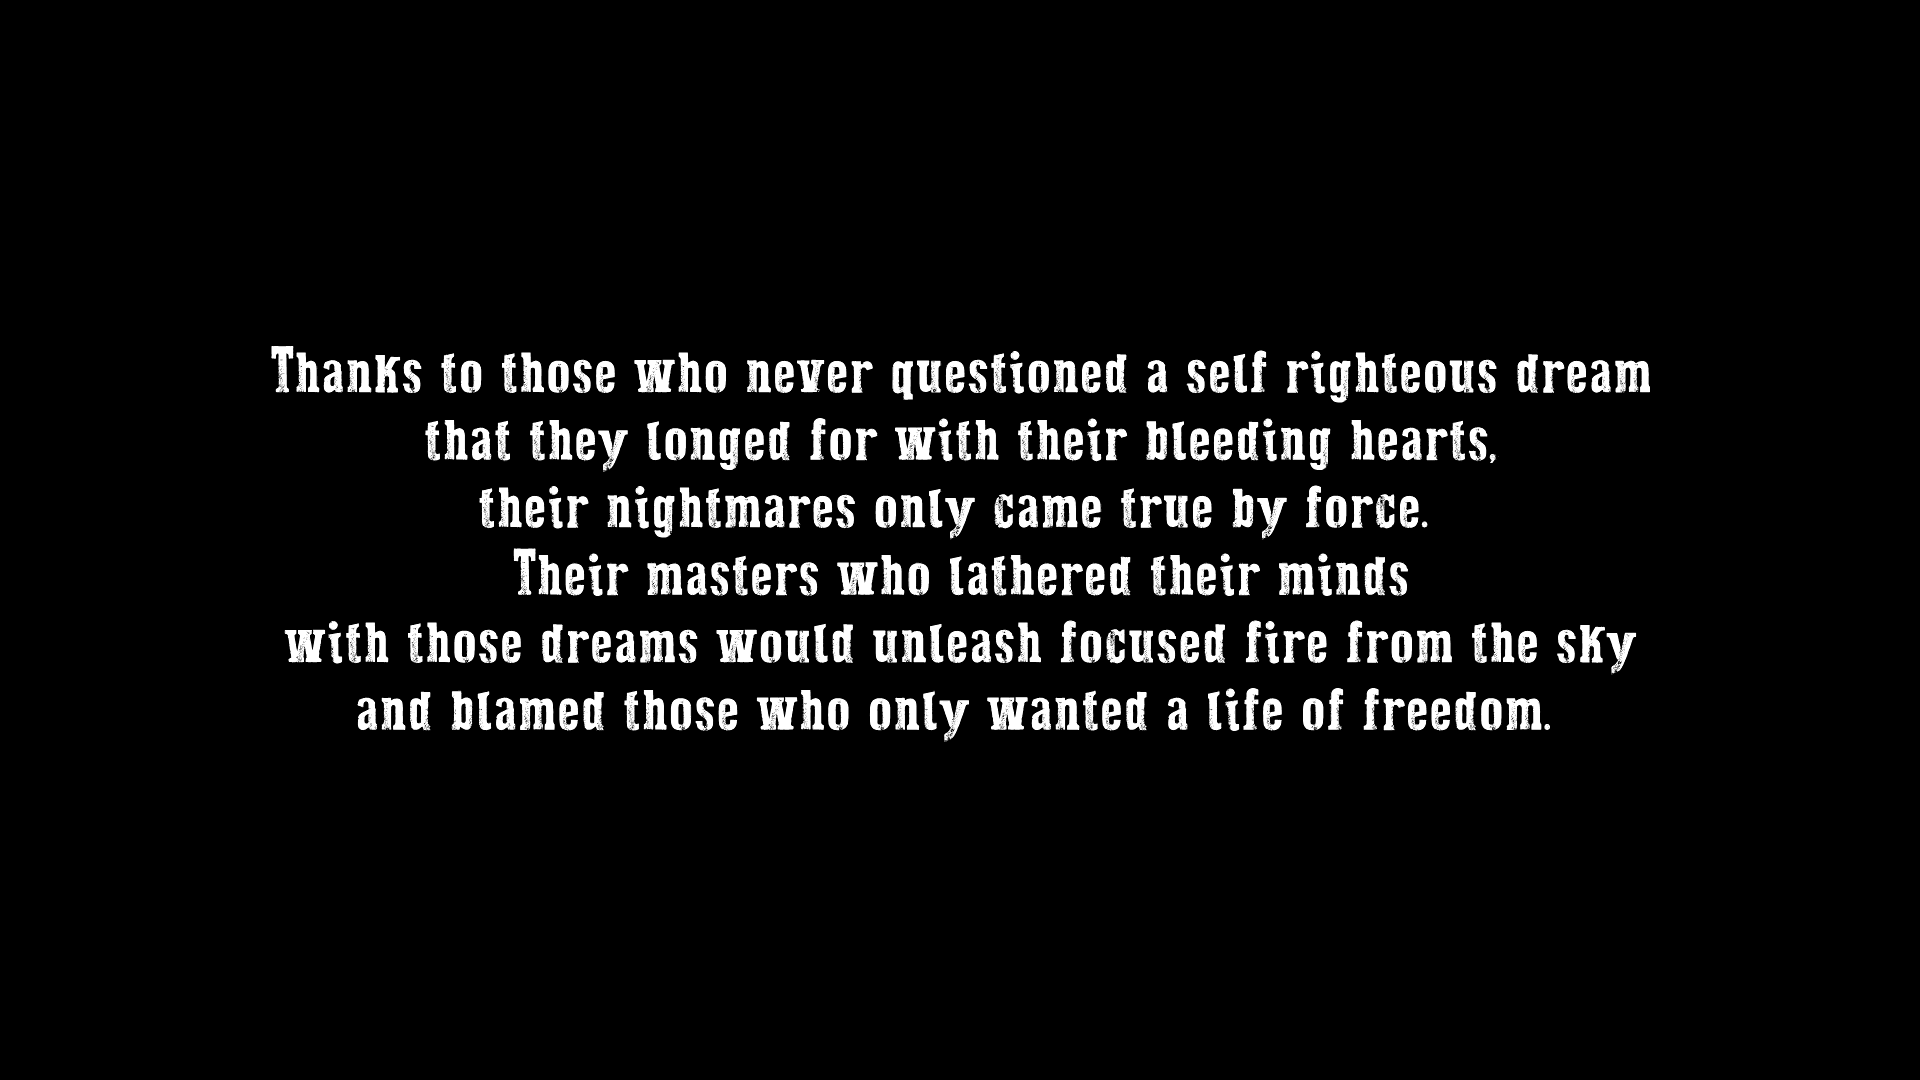 Thanks to those who never questioned a self righteous dream
that they longed for with their bleeding hearts,
their nightmares only came true by force.
Their masters who lathered their minds
with those dreams would unleash focused fire from the sky
and blamed those who only wanted a life of freedom.